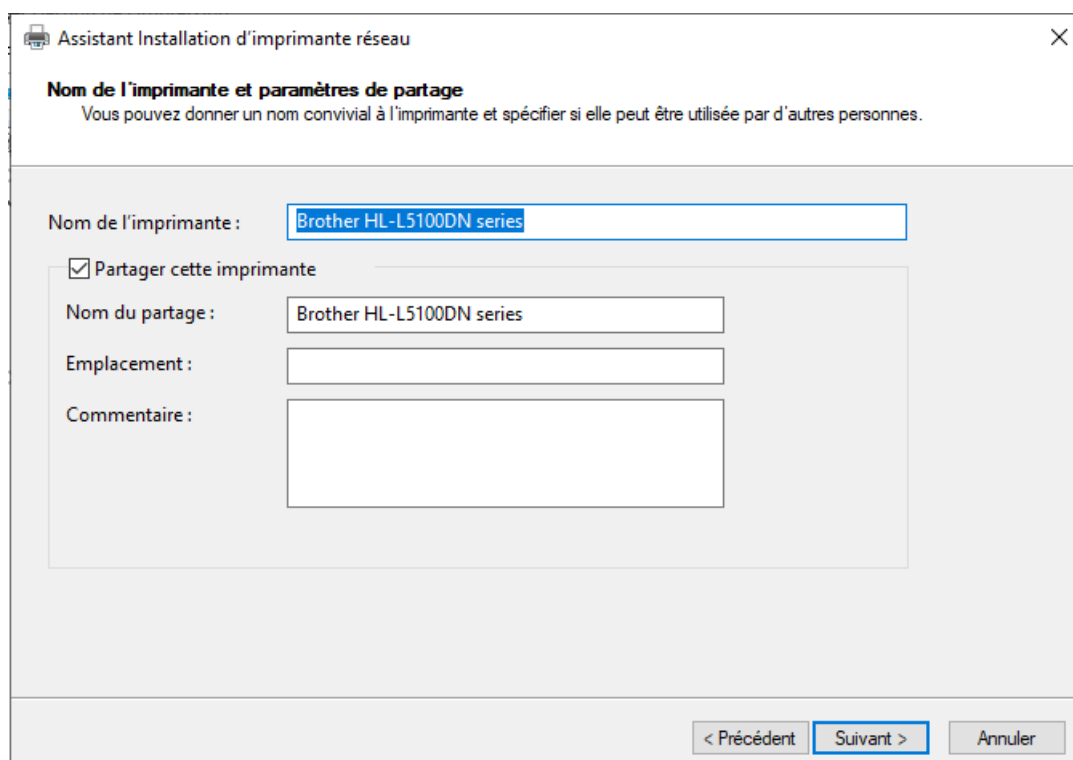 Assistant Installation d'imprimante réseau
Nom de l'imprimante et paramètres de partage
Vous pouvez donner un nom convivial à l'imprimante et spécifier si elle peut être utilisée par d'autres personnes.
Nom de l'imprimante : Brother HL-L5100DN series
Partager cette imprimante
Nom du partage : Brother HL-L5100DN series
Emplacement :
Commentaire :
< Précédent Suivant > Annuler